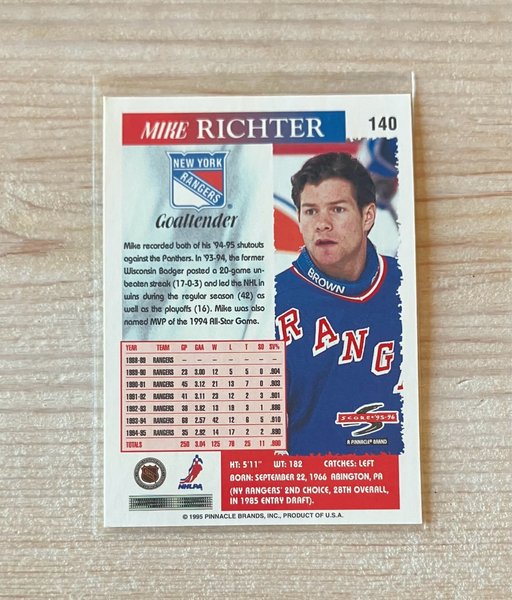 MIKE RICHTER
140
NEW YORK
RANGERS
Goaltender
Mike recorded both of his '94-95 shutouts
against the Panthers. In '93-94, the former
Wisconsin Badger posted a 20-game un-
beaten streak (17-0-3) and led the NHL in
wins during the regular season (42) as
well as the playoffs (16). Mike was also
named MVP of the 1994 All-Star Game.
BROWN
RANG
YEAR TEAM GP GAA W L T SO SV%
1988-89 RANGERS
1989-90 RANGERS 23 3.00 12 5 5 0 .904
1990-91 RANGERS 45 3.12 21 13 7 0 .903
1991-92 RANGERS 41 3.11 23 12 2 3 .901
1992-93 RANGERS 38 3.82 13 19 3 1 .886
1993-94 RANGERS 68 2.57 42 12 6 5 .910
1994-95 RANGERS 35 2.92 14 17 2 2 .890
TOTALS 250 3.04 125 78 25 11 .900
SCORE '95-96
A PINNACLE BRAND
NHLPA
HT: 5'11" WT: 182 CATCHES: LEFT
BORN: SEPTEMBER 22, 1966 ABINGTON, PA
(NY RANGERS' 2ND CHOICE, 28TH OVERALL,
IN 1985 ENTRY DRAFT).
© 1995 PINNACLE BRANDS, INC., PRODUCT OF U.S.A.